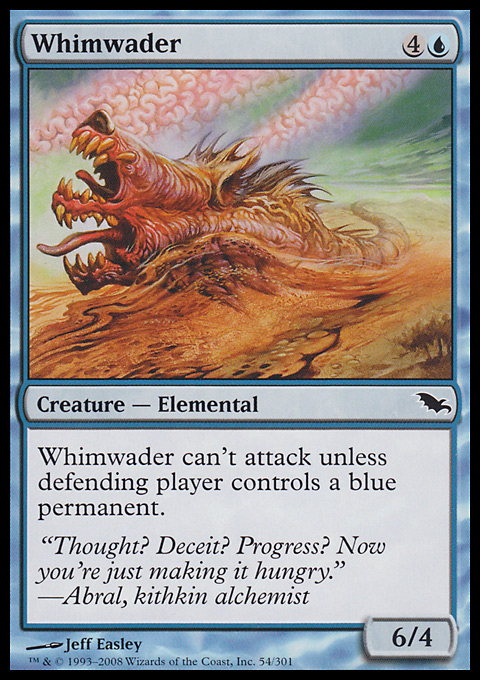 Whimwader 4
Creature — Elemental
Whimwader can't attack unless
defending player controls a blue
permanent.
"Thought? Deceit? Progress? Now
you're just making it hungry."
—Abral, kithkin alchemist
6/4
Jeff Easley
™ & © 1993–2008 Wizards of the Coast, Inc. 54/301